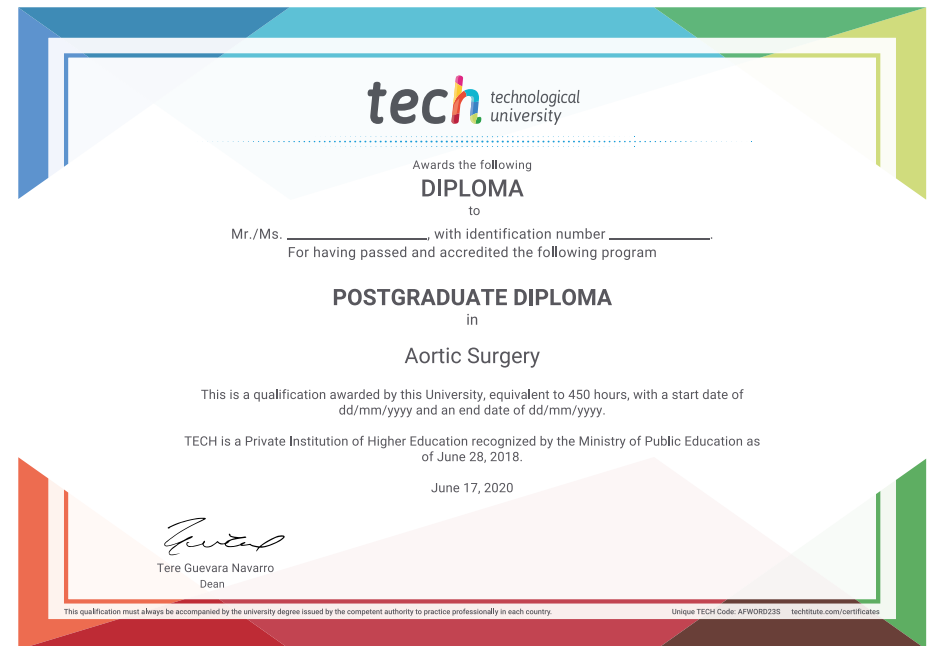 tech technological
university
Awards the following
DIPLOMA
to
Mr./Ms. ____________________, with identification number ______________.
For having passed and accredited the following program
POSTGRADUATE DIPLOMA
in
Aortic Surgery
This is a qualification awarded by this University, equivalent to 450 hours, with a start date of
dd/mm/yyyy and an end date of dd/mm/yyyy.
TECH is a Private Institution of Higher Education recognized by the Ministry of Public Education as
of June 28, 2018.
June 17, 2020
Tere Guevara Navarro
Dean
This qualification must always be accompanied by the university degree issued by the competent authority to practice professionally in each country.
Unique TECH Code: AFWORD23S techtitute.com/certificates